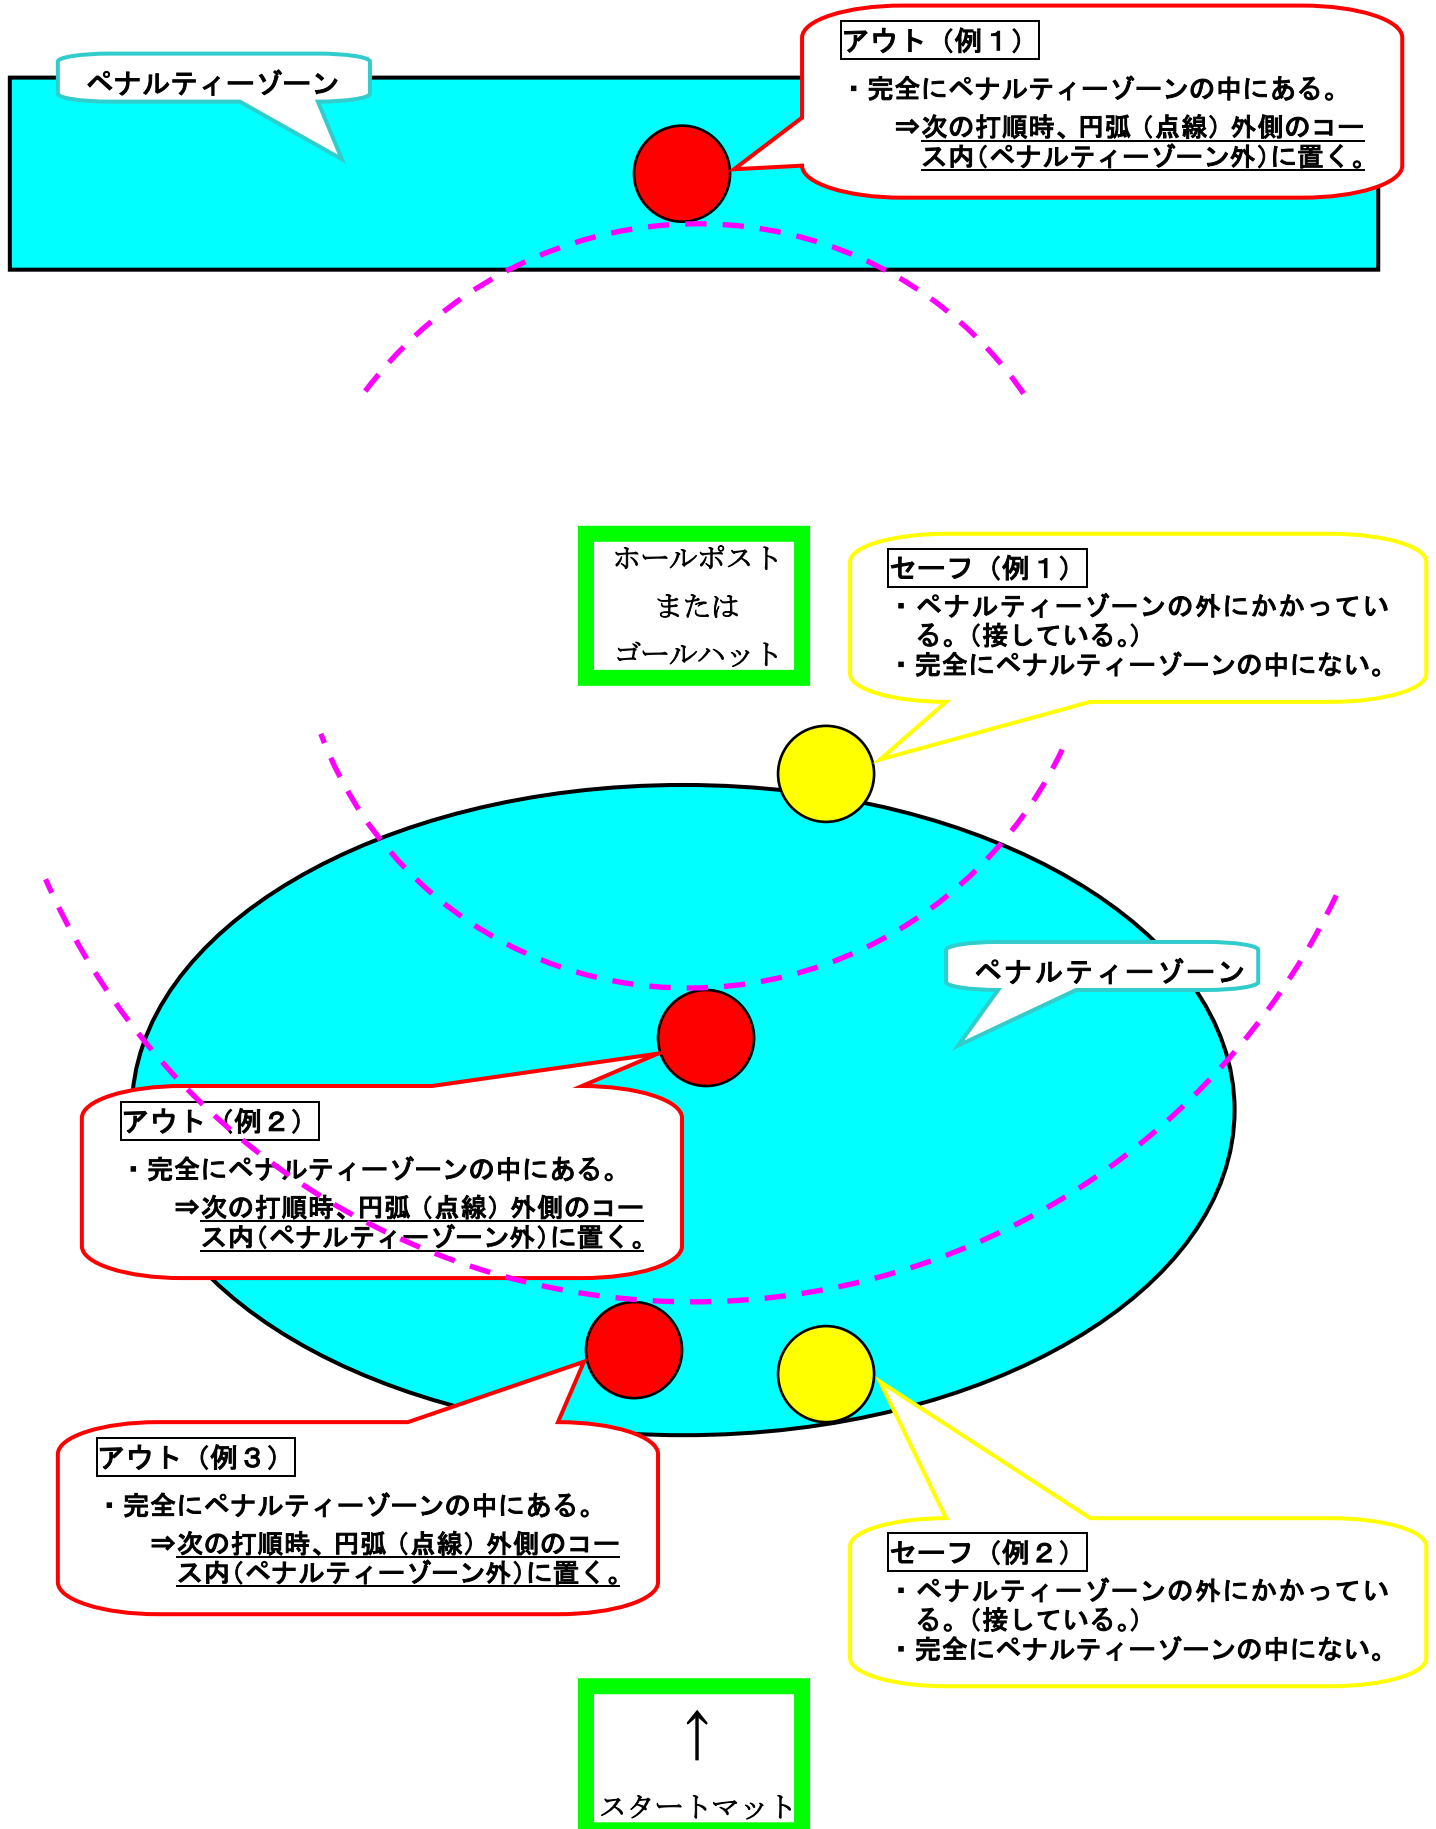 ペナルティーゾーン
アウト（例１）
・完全にペナルティーゾーンの中にある。
⇒次の打順時、円弧（点線）外側のコー
ス内（ペナルティーゾーン外）に置く。
ホールポスト
または
ゴールハット
セーフ（例１）
・ペナルティーゾーンの外にかかってい
る。（接している。）
・完全にペナルティーゾーンの中にない。
ペナルティーゾーン
アウト（例２）
・完全にペナルティーゾーンの中にある。
⇒次の打順時、円弧（点線）外側のコー
ス内（ペナルティーゾーン外）に置く。
アウト（例３）
・完全にペナルティーゾーンの中にある。
⇒次の打順時、円弧（点線）外側のコー
ス内（ペナルティーゾーン外）に置く。
セーフ（例２）
・ペナルティーゾーンの外にかかってい
る。（接している。）
・完全にペナルティーゾーンの中にない。
↑
スタートマット